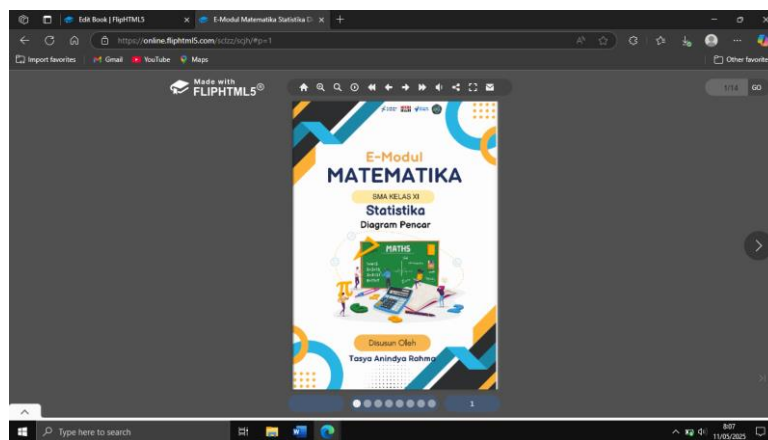 Edit Book | FlipHTML5
E-Modul Matematika Statistika Di
https://online.fliphtml5.com/sclzz/scjh/#p=1
Import favorites
Gmail
YouTube
Maps
Other favorite
Made with
FLIPHTML5®
1/14
GO
E-Modul
MATEMATIKA
SMA KELAS XI
Statistika
Diagram Pencar
MATHS
Disusun Oleh
Tasya Anindya Rahma
1
Type here to search
8:07
11/05/2025